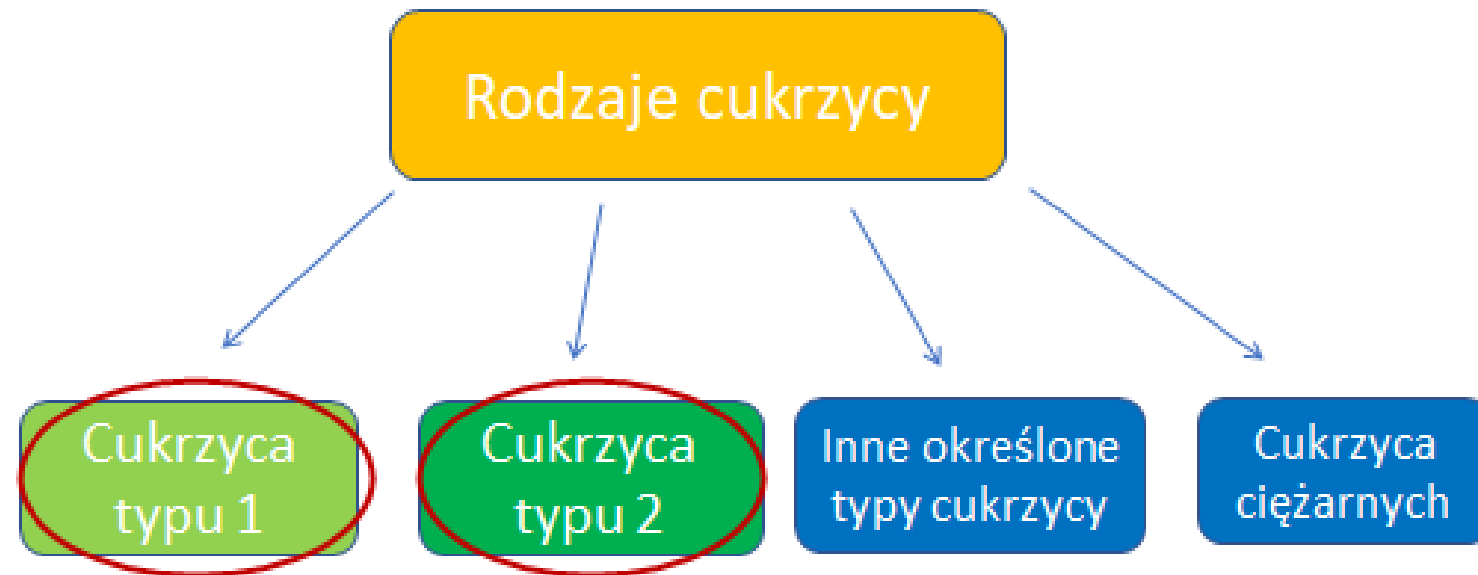 Rodzaje cukrzycy
Cukrzyca
typu 1
Cukrzyca
typu 2
Inne określone
typy cukrzycy
Cukrzyca
ciężarnych